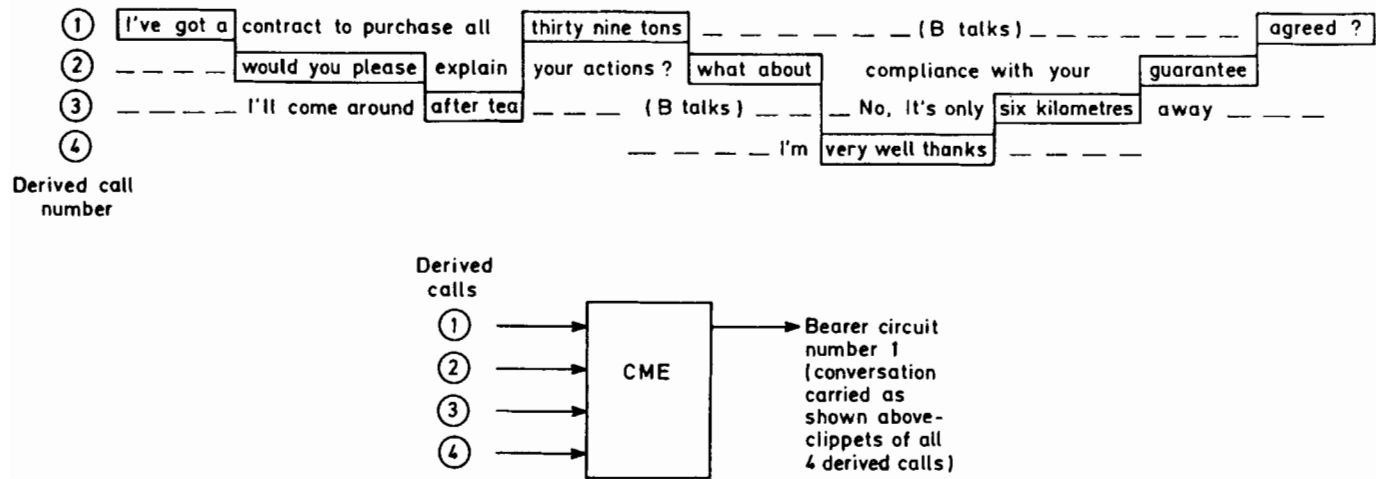 ① I've got a contract to purchase all thirty nine tons _ _ _ _ _ _ (B talks) _ _ _ _ _ _ _ agreed ?
② _ _ _ _ would you please explain your actions ? what about compliance with your guarantee
③ _ _ _ _ I'll come around after tea _ _ _ _ (B talks) _ _ _ No, It's only six kilometres away _ _ _
④ _ _ _ _ I'm very well thanks _ _ _ _
Derived call
number
Derived
calls
①
②
③
④
CME
Bearer circuit
number 1
(conversation
carried as
shown above-
clippets of all
4 derived calls)